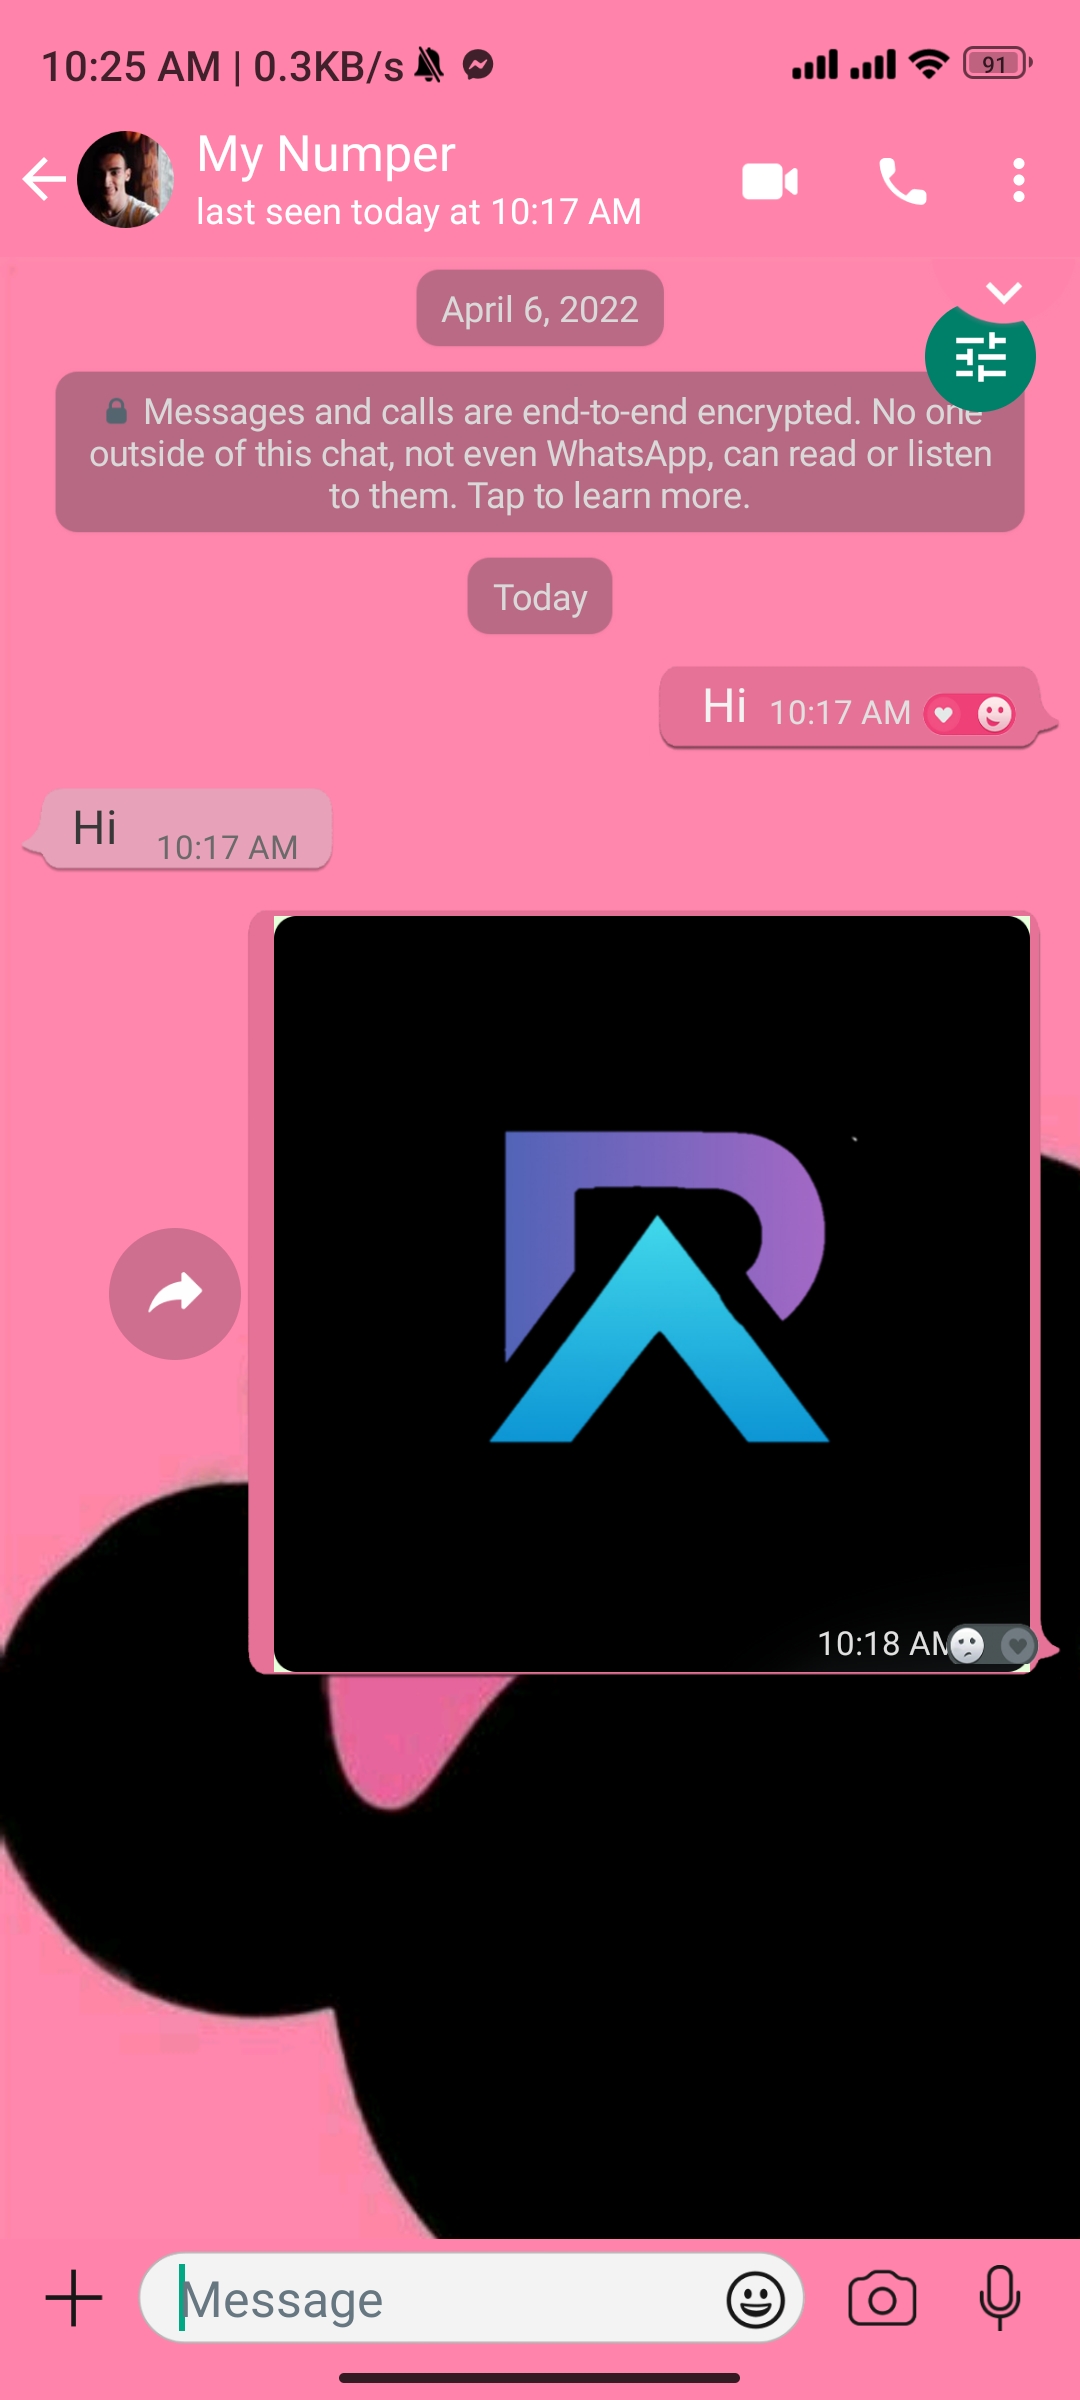 10:25 AM | 0.3KB/s
91
My Numper
last seen today at 10:17 AM
April 6, 2022
Messages and calls are end-to-end encrypted. No one
outside of this chat, not even WhatsApp, can read or listen
to them. Tap to learn more.
Today
Hi 10:17 AM
Hi 10:17 AM
10:18 AM
Message